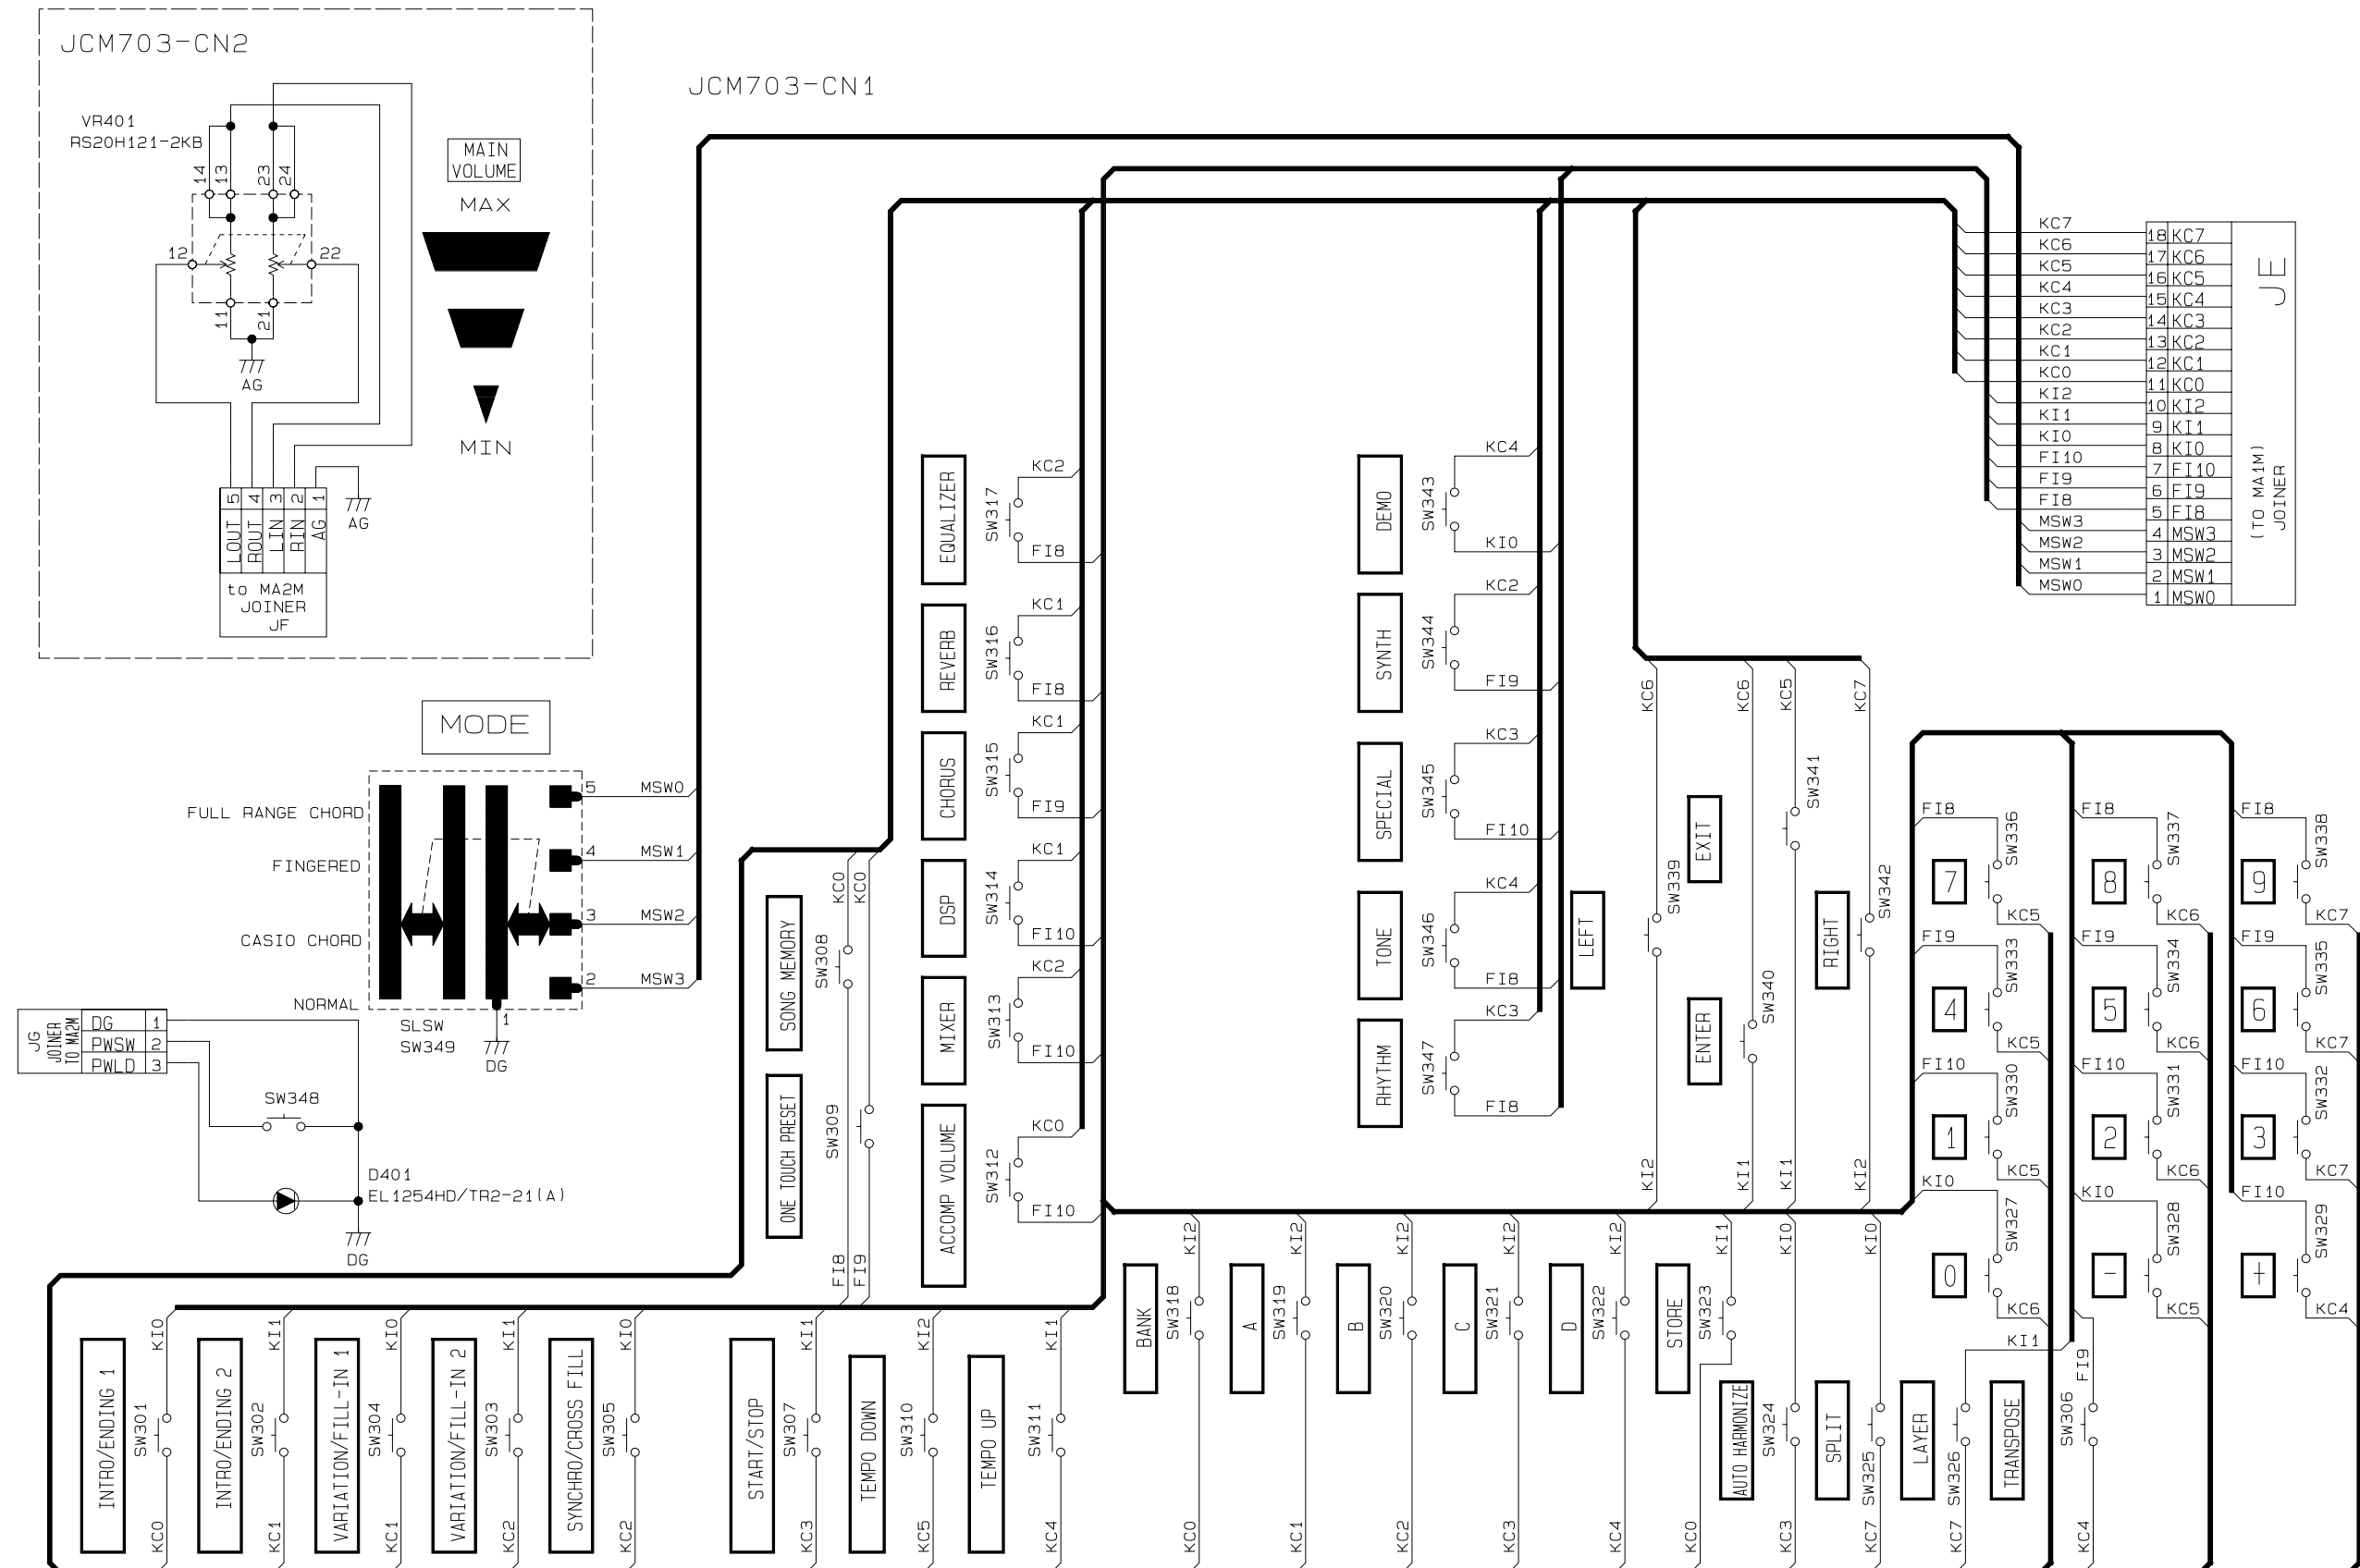 JCM703-CN2
JCM703-CN1
VR401
RS20H121-2KB
14
13
23
24
12
22
11
21
AG
MAIN
VOLUME
MAX
MIN
5
4
3
2
1
LOUT
ROUT
LIN
RIN
AG
AG
to MA2M
JOINER
JF
KC7
KC6
KC5
KC4
KC3
KC2
KC1
KC0
KI2
KI1
KI0
FI10
FI9
FI8
MSW3
MSW2
MSW1
MSW0
18 KC7
17 KC6
16 KC5
15 KC4
14 KC3
13 KC2
12 KC1
11 KC0
10 KI2
9 KI1
8 KI0
7 FI10
6 FI9
5 FI8
4 MSW3
3 MSW2
2 MSW1
1 MSW0
JE
(TO MA1M)
JOINER
MODE
FULL RANGE CHORD
FINGERED
CASIO CHORD
NORMAL
5 MSW0
4 MSW1
3 MSW2
2 MSW3
1
SLSW
SW349
DG
JG
JOINER
TO MA2M
DG 1
PWSW 2
PWLD 3
SW348
D401
EL1254HD/TR2-21(A)
DG
SONG MEMORY
SW308
KC0
FI8
ONE TOUCH PRESET
SW309
KC0
FI9
EQUALIZER
SW317
KC2
FI8
REVERB
SW316
KC1
FI8
CHORUS
SW315
KC1
FI9
DSP
SW314
KC1
FI10
MIXER
SW313
KC2
FI10
ACCOMP VOLUME
SW312
KC0
FI10
DEMO
SW343
KC4
KI0
SYNTH
SW344
KC2
FI9
SPECIAL
SW345
KC3
FI10
TONE
SW346
KC4
FI8
RHYTHM
SW347
KC3
FI8
LEFT
KC6
SW339
KI2
ENTER
KC6
SW340
KI1
EXIT
KC5
SW341
KI1
RIGHT
KC7
SW342
KI2
FI8
7
SW336
KC5
FI8
8
SW337
KC6
FI8
9
SW338
KC7
FI9
4
SW333
KC5
FI9
5
SW334
KC6
FI9
6
SW335
KC7
FI10
1
SW330
KC5
FI10
2
SW331
KC6
FI10
3
SW332
KC7
KI0
0
SW327
KC6
KI0
-
SW328
KC5
FI10
+
SW329
KC4
INTRO/ENDING 1
SW301
KI0
KC0
INTRO/ENDING 2
SW302
KI1
KC1
VARIATION/FILL-IN 1
SW304
KI0
KC1
VARIATION/FILL-IN 2
SW303
KI1
KC2
SYNCHRO/CROSS FILL
SW305
KI0
KC2
START/STOP
SW307
KI1
KC3
TEMPO DOWN
SW310
KI2
KC5
TEMPO UP
SW311
KI1
KC4
BANK
SW318
KI2
KC0
A
SW319
KI2
KC1
B
SW320
KI2
KC2
C
SW321
KI2
KC3
D
SW322
KI2
KC4
STORE
SW323
KI1
KC0
AUTO HARMONIZE
SW324
KI0
KC3
SPLIT
SW325
KI0
KC7
LAYER
SW326
KI1
KC7
TRANSPOSE
SW306
FI9
KC4